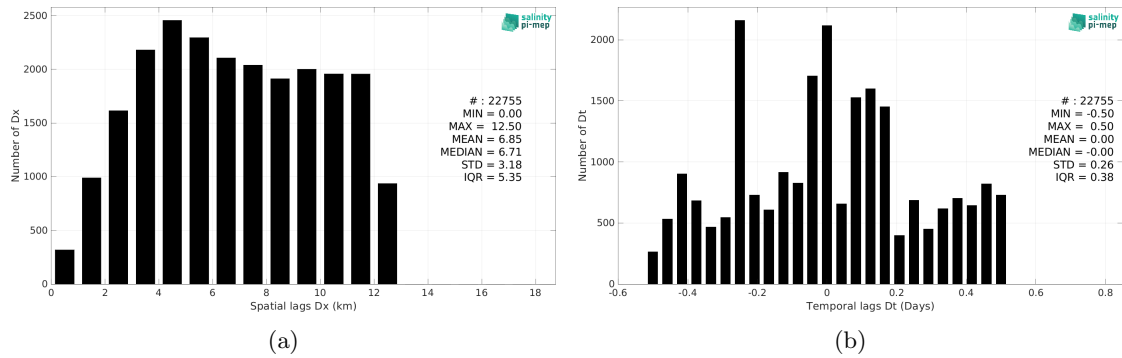 2500
2000
1500
1000
500
0
0
2
4
6
8
10
12
14
16
18
Number of Dx
Spatial lags Dx (km)
salinity
pi-mep
# : 22755
MIN = 0.00
MAX = 12.50
MEAN = 6.85
MEDIAN = 6.71
STD = 3.18
IQR = 5.35
(a)
2000
1500
1000
500
0
-0.6
-0.4
-0.2
0
0.2
0.4
0.6
0.8
Number of Dt
Temporal lags Dt (Days)
salinity
pi-mep
# : 22755
MIN = -0.50
MAX = 0.50
MEAN = 0.00
MEDIAN = -0.00
STD = 0.26
IQR = 0.38
(b)